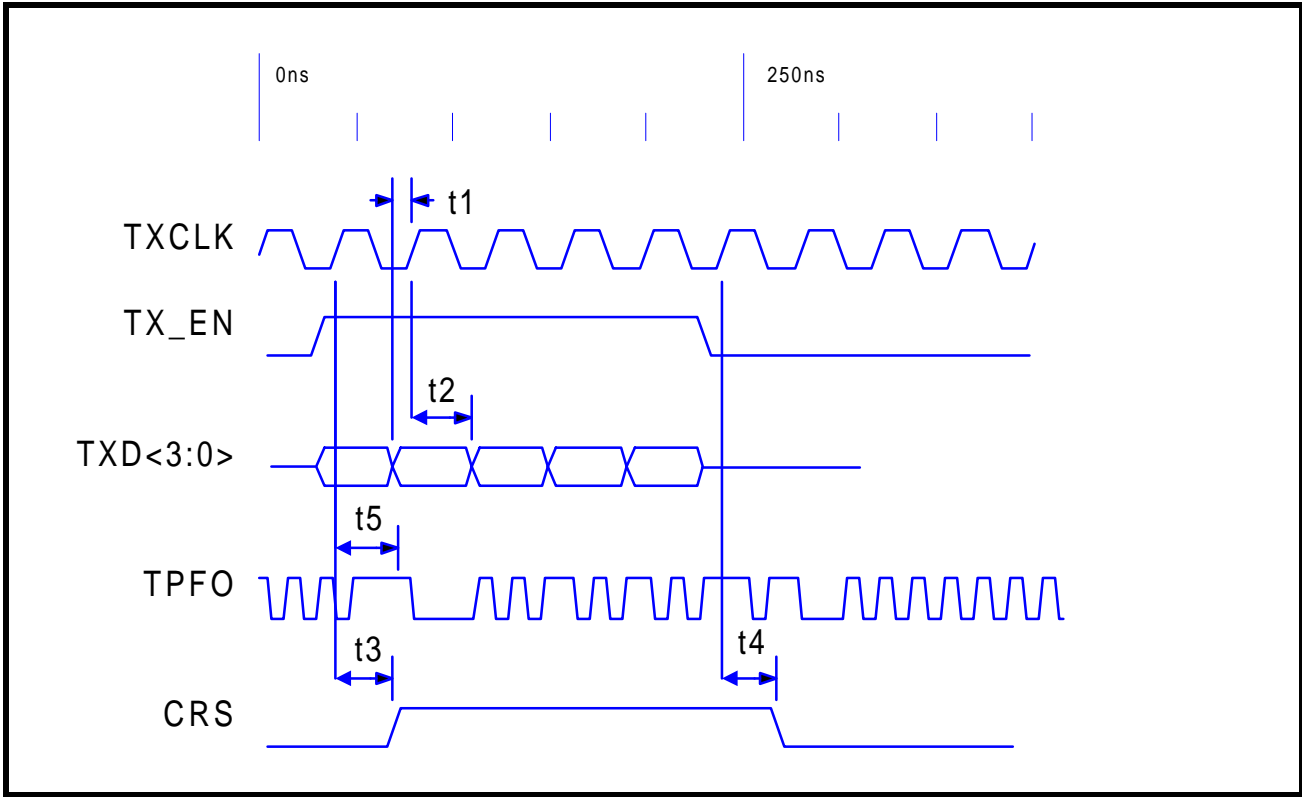 0ns 250ns
t1
TXCLK
TX_EN
t2
TXD<3:0>
t5
TPFO
t3 t4
CRS